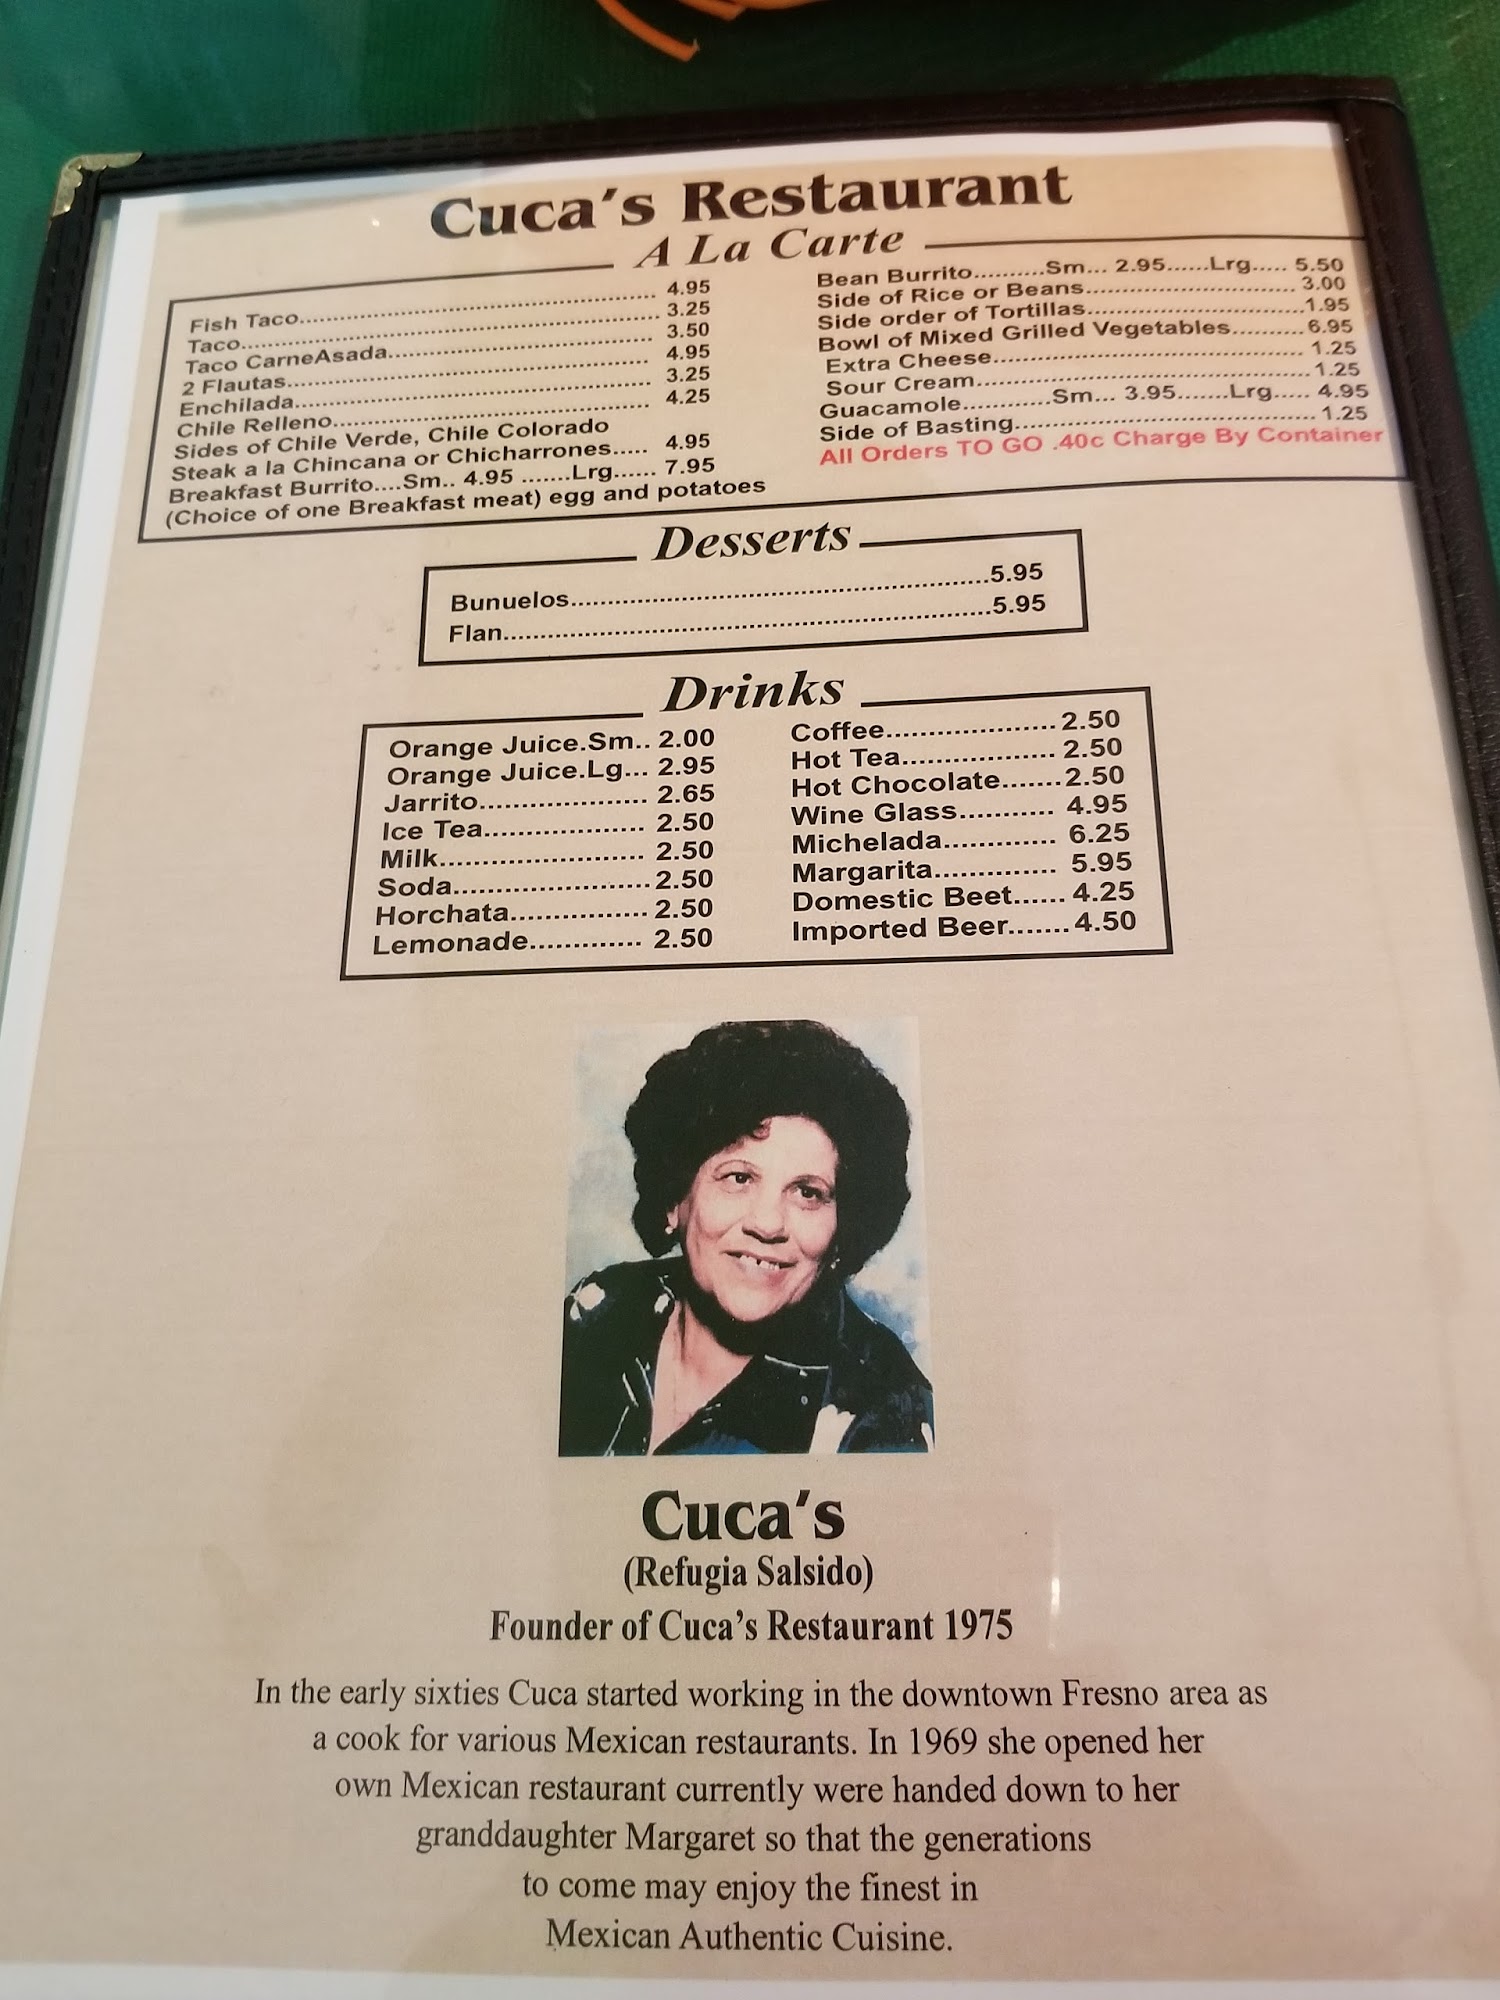 Cuca's Restaurant
A La Carte
Fish Taco.......... 4.95
Taco.......... 3.25
Taco CarneAsada.......... 3.50
2 Flautas.......... 4.95
Enchilada.......... 3.25
Chile Relleno.......... 4.25
Sides of Chile Verde, Chile Colorado
Steak a la Chincana or Chicharrones..... 4.95
Breakfast Burrito....Sm.. 4.95 .......Lrg...... 7.95
(Choice of one Breakfast meat) egg and potatoes
Bean Burrito...........Sm... 2.95......Lrg..... 5.50
Side of Rice or Beans.......... 3.00
Side order of Tortillas..........1.95
Bowl of Mixed Grilled Vegetables..........6.95
Extra Cheese.......... 1.25
Sour Cream..........1.25
Guacamole............Sm... 3.95.......Lrg..... 4.95
Side of Basting..........1.25
All Orders TO GO .40c Charge By Container
Desserts
Bunuelos..........5.95
Flan..........5.95
Drinks
Orange Juice.Sm.. 2.00
Orange Juice.Lg... 2.95
Jarrito.......... 2.65
Ice Tea.......... 2.50
Milk.......... 2.50
Soda..........2.50
Horchata.......... 2.50
Lemonade............. 2.50
Coffee..........2.50
Hot Tea.......... 2.50
Hot Chocolate.......2.50
Wine Glass........... 4.95
Michelada............. 6.25
Margarita............... 5.95
Domestic Beet...... 4.25
Imported Beer.......4.50
Cuca's
(Refugia Salsido)
Founder of Cuca's Restaurant 1975
In the early sixties Cuca started working in the downtown Fresno area as
a cook for various Mexican restaurants. In 1969 she opened her
own Mexican restaurant currently were handed down to her
granddaughter Margaret so that the generations
to come may enjoy the finest in
Mexican Authentic Cuisine.